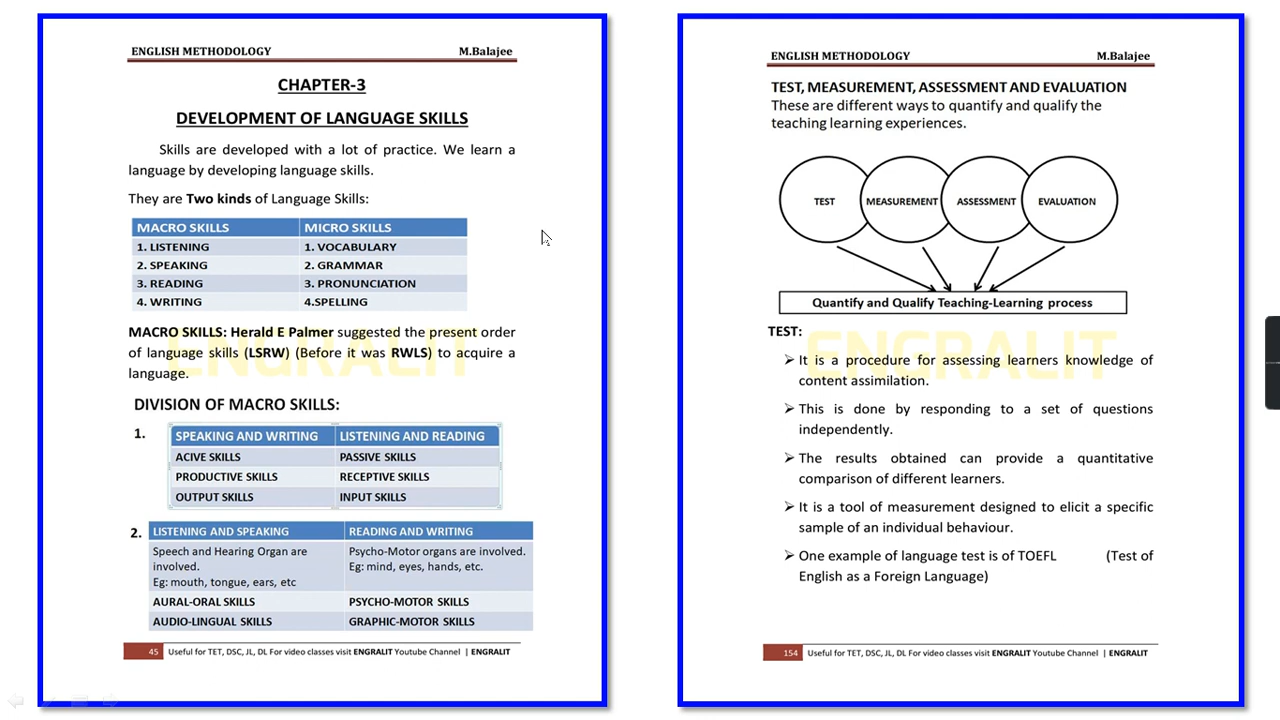 ENGLISH METHODOLOGY M.Balajee
CHAPTER-3
DEVELOPMENT OF LANGUAGE SKILLS
Skills are developed with a lot of practice. We learn a
language by developing language skills.
They are Two kinds of Language Skills:
MACRO SKILLS MICRO SKILLS
1. LISTENING 1. VOCABULARY
2. SPEAKING 2. GRAMMAR
3. READING 3. PRONUNCIATION
4. WRITING 4.SPELLING
MACRO SKILLS: Herald E Palmer suggested the present order
of language skills (LSRW) (Before it was RWLS) to acquire a
language.
ENGRALIT
DIVISION OF MACRO SKILLS:
1.
SPEAKING AND WRITING LISTENING AND READING
ACIVE SKILLS PASSIVE SKILLS
PRODUCTIVE SKILLS RECEPTIVE SKILLS
OUTPUT SKILLS INPUT SKILLS
2.
LISTENING AND SPEAKING READING AND WRITING
Speech and Hearing Organ are Psycho-Motor organs are involved.
involved. Eg: mind, eyes, hands, etc.
Eg: mouth, tongue, ears, etc
AURAL-ORAL SKILLS PSYCHO-MOTOR SKILLS
AUDIO-LINGUAL SKILLS GRAPHIC-MOTOR SKILLS
45 Useful for TET, DSC, JL, DL For video classes visit ENGRALIT Youtube Channel | ENGRALIT
ENGLISH METHODOLOGY M.Balajee
TEST, MEASUREMENT, ASSESSMENT AND EVALUATION
These are different ways to quantify and qualify the
teaching learning experiences.
TEST MEASUREMENT ASSESSMENT EVALUATION
Quantify and Qualify Teaching-Learning process
TEST:
ENGRALIT
➢ It is a procedure for assessing learners knowledge of
content assimilation.
➢ This is done by responding to a set of questions
independently.
➢ The results obtained can provide a quantitative
comparison of different learners.
➢ It is a tool of measurement designed to elicit a specific
sample of an individual behaviour.
➢ One example of language test is of TOEFL (Test of
English as a Foreign Language)
154 Useful for TET, DSC, JL, DL For video classes visit ENGRALIT Youtube Channel | ENGRALIT